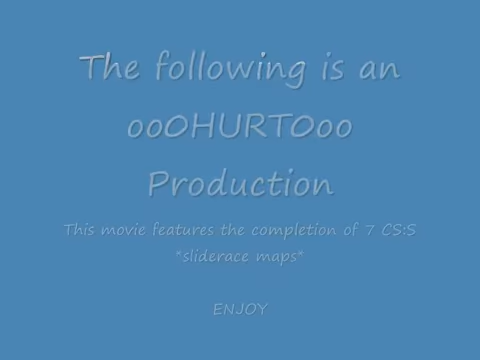 The following is an
ooOHURTOoo
Production
This movie features the completion of 7 CS:S
*sliderace maps*
ENJOY